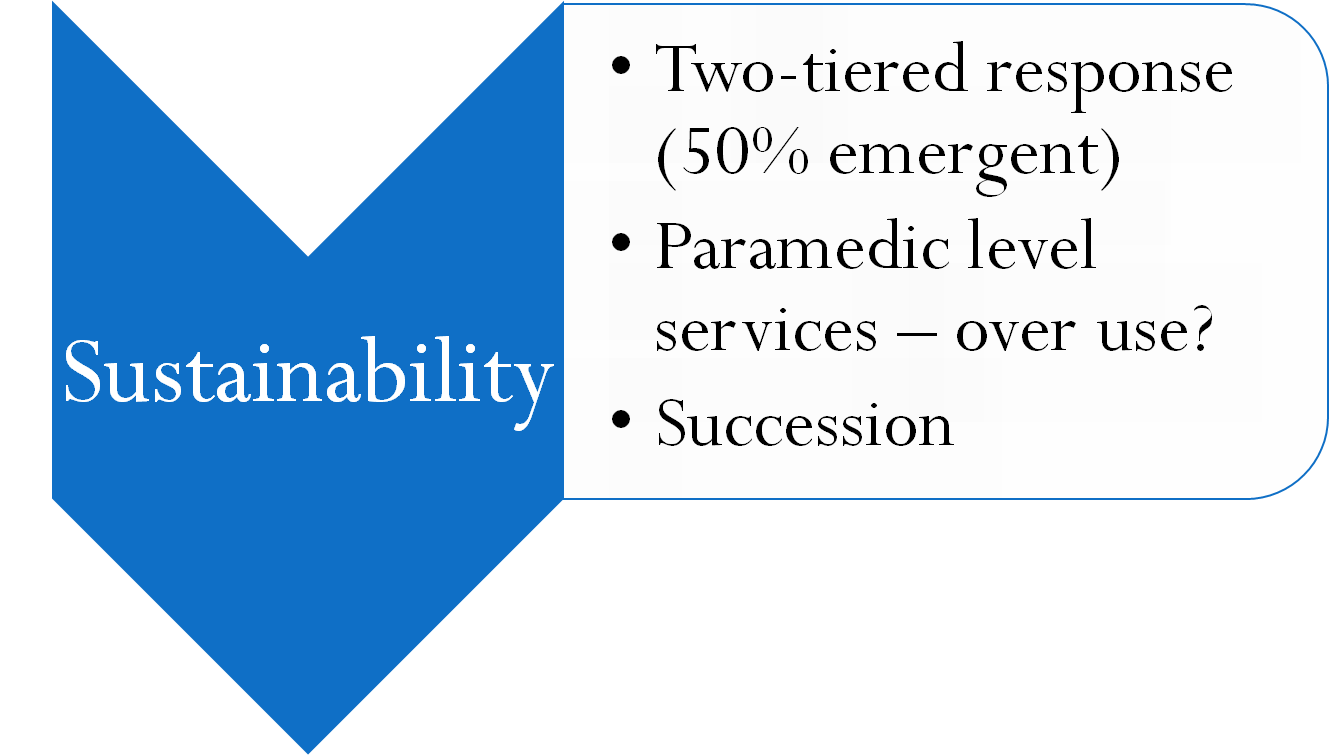 Sustainability
• Two-tiered response
(50% emergent)
• Paramedic level
services – over use?
• Succession